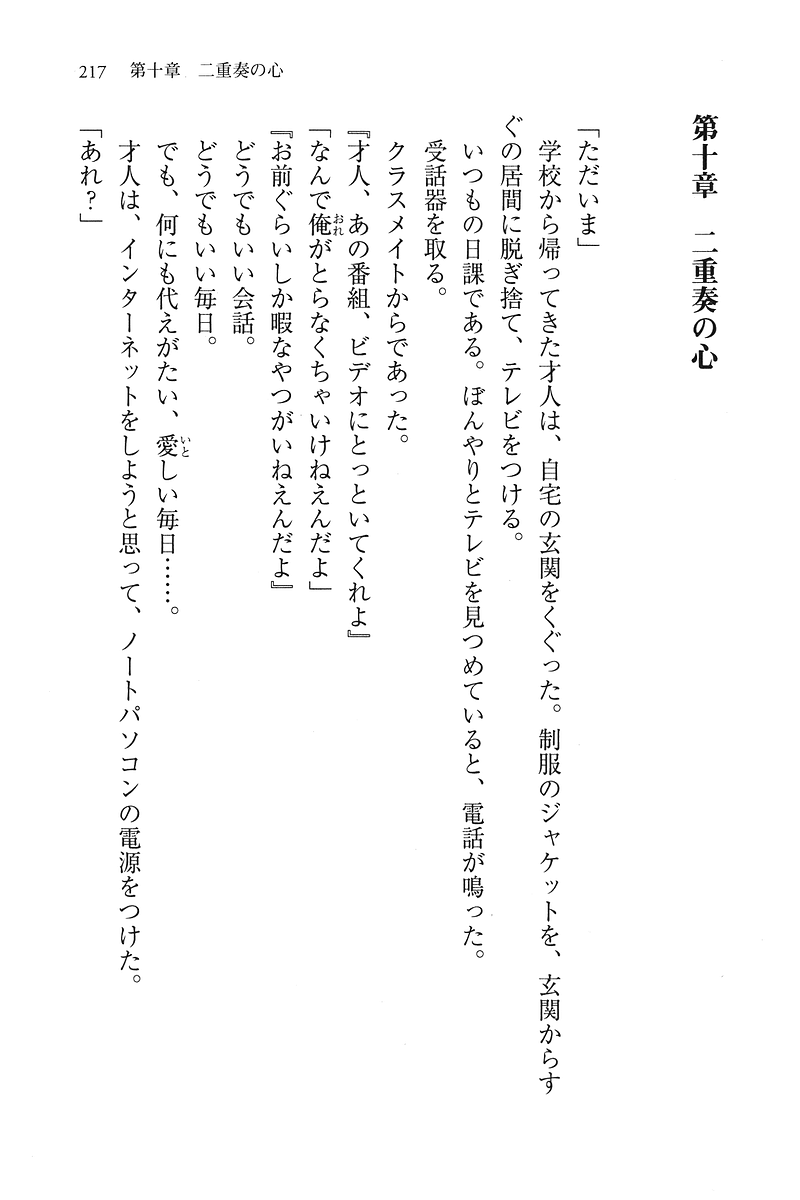 217　第十章　二重奏の心
第十章　二重奏の心
「ただいま」
　学校から帰ってきた才人は、自宅の玄関をくぐった。制服のジャケットを、玄関からす
ぐの居間に脱ぎ捨て、テレビをつける。
　いつもの日課である。ぼんやりとテレビを見つめていると、電話が鳴った。
受話器を取る。
　クラスメイトからであった。
『才人、あの番組、ビデオにとっといてくれよ』
「なんで俺がとらなくちゃいけねえんだよ」
『お前ぐらいしか暇なやつがいねえんだよ』
　どうでもいい会話。
　どうでもいい毎日。
　でも、何にも代えがたい、愛しい毎日……。
　才人は、インターネットをしようと思って、ノートパソコンの電源をつけた。
「あれ？」